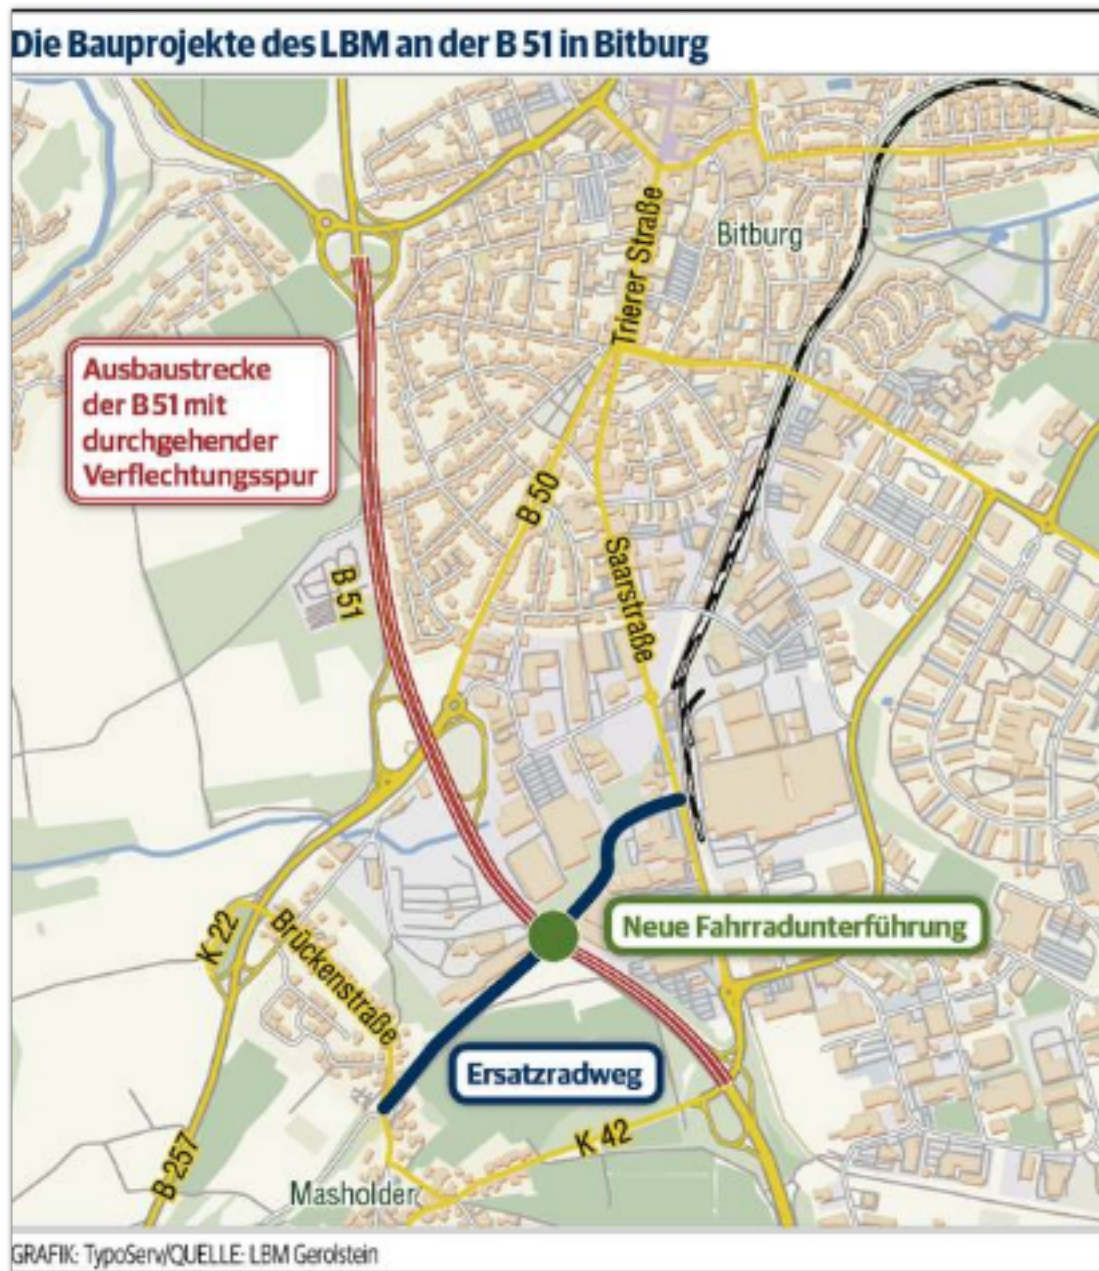 Die Bauprojekte des LBM an der B 51 in Bitburg
Trierer Straße
Bitburg
Ausbaustrecke
der B 51 mit
durchgehender
Verflechtungsspur
B 50
B 51
Saarstraße
Neue Fahrradunterführung
K 22
Brückenstraße
Ersatzradweg
K 42
B 257
Masholder
GRAFIK: TypoServ/QUELLE: LBM Gerolstein